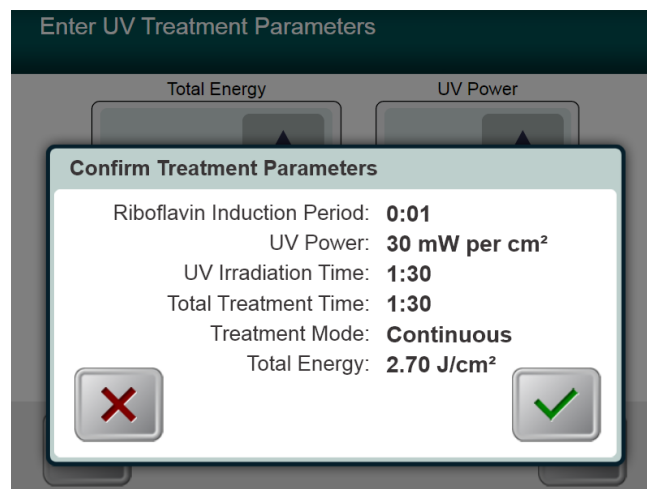 Enter UV Treatment Parameters
Total Energy UV Power
Confirm Treatment Parameters
Riboflavin Induction Period: 0:01
UV Power: 30 mW per cm²
UV Irradiation Time: 1:30
Total Treatment Time: 1:30
Treatment Mode: Continuous
Total Energy: 2.70 J/cm²